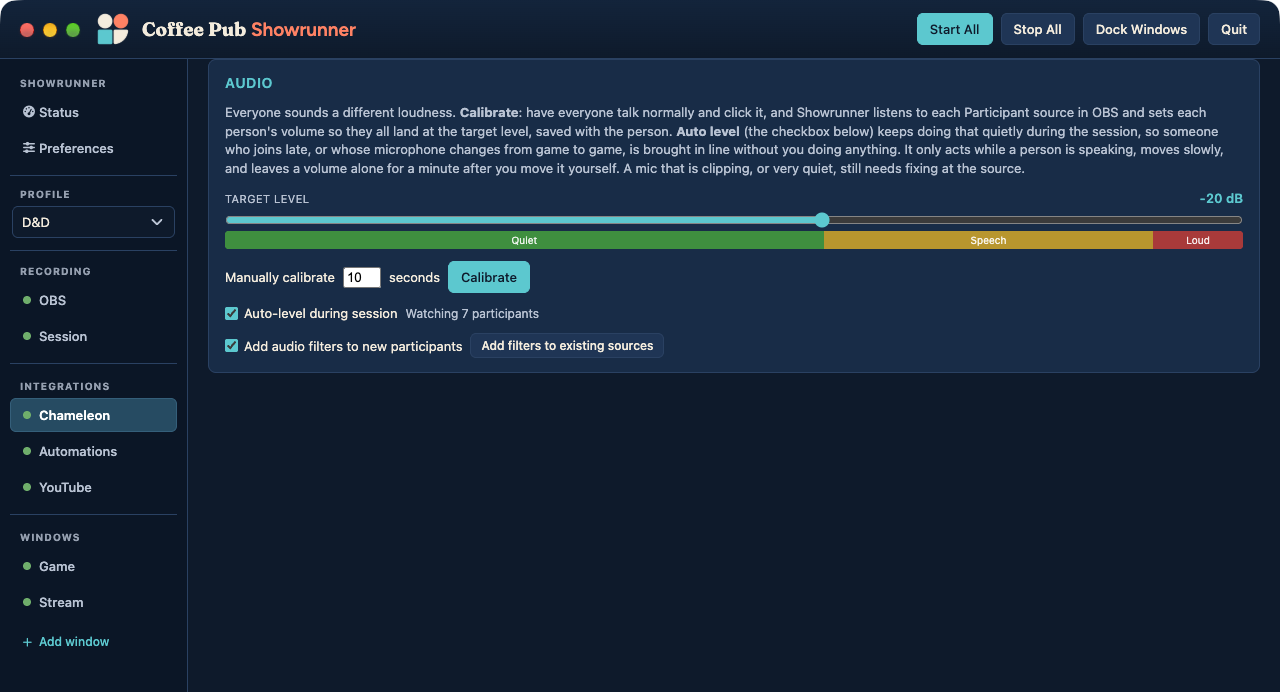 Coffee Pub Showrunner
Start All
Stop All
Dock Windows
Quit
SHOWRUNNER
Status
Preferences
PROFILE
D&D
RECORDING
OBS
Session
INTEGRATIONS
Chameleon
Automations
YouTube
WINDOWS
Game
Stream
+ Add window
AUDIO
Everyone sounds a different loudness. Calibrate: have everyone talk normally and click it, and Showrunner listens to each Participant source in OBS and sets each
person's volume so they all land at the target level, saved with the person. Auto level (the checkbox below) keeps doing that quietly during the session, so someone
who joins late, or whose microphone changes from game to game, is brought in line without you doing anything. It only acts while a person is speaking, moves slowly,
and leaves a volume alone for a minute after you move it yourself. A mic that is clipping, or very quiet, still needs fixing at the source.
TARGET LEVEL
-20 dB
Quiet
Speech
Loud
Manually calibrate 10 seconds Calibrate
Auto-level during session Watching 7 participants
Add audio filters to new participants Add filters to existing sources